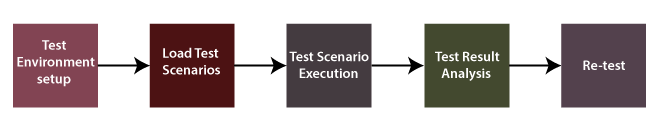 Test
Environment
setup
Load Test
Scenarios
Test Scenario
Execution
Test Result
Analysis
Re-test